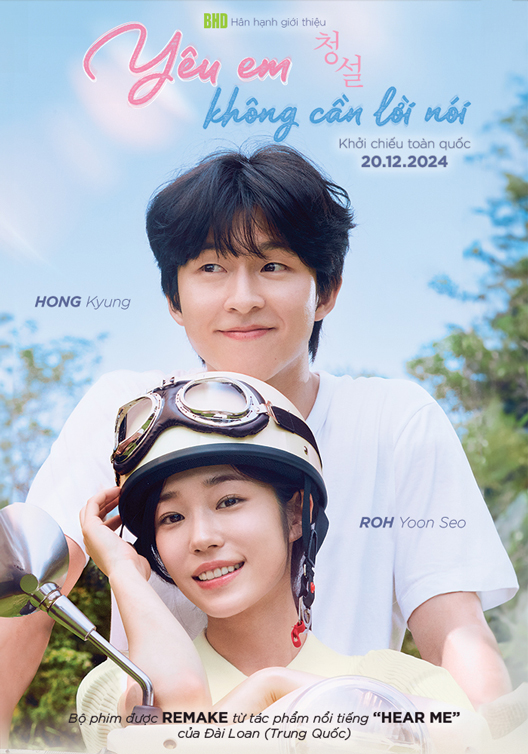 BHD Hân hạnh giới thiệu
Yêu em
청설
không cần lời nói
Khởi chiếu toàn quốc
20.12.2024
HONG Kyung
ROH Yoon Seo
Bộ phim được REMAKE từ tác phẩm nổi tiếng “HEAR ME”
của Đài Loan (Trung Quốc)